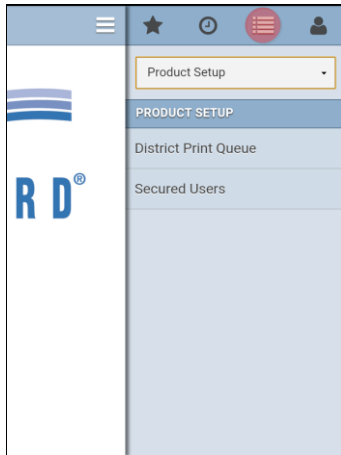 Product Setup
PRODUCT SETUP
District Print Queue
Secured Users
R D®